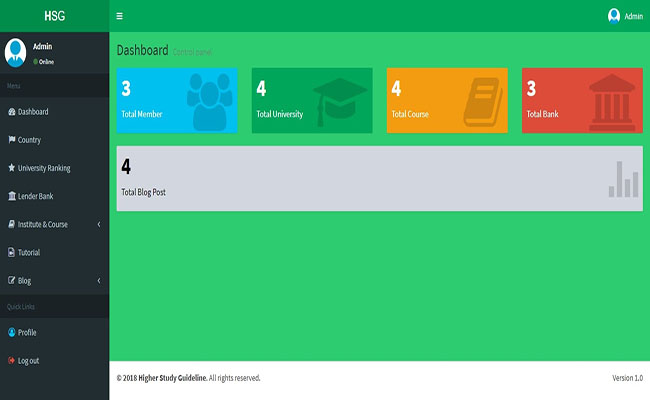 HSG
Admin
Admin
Online
Menu
Dashboard
Country
University Ranking
Lender Bank
Institute & Course
Tutorial
Blog
Quick Links
Profile
Log out
Dashboard Control panel
3
Total Member
4
Total University
4
Total Course
3
Total Bank
4
Total Blog Post
© 2018 Higher Study Guideline. All rights reserved.
Version 1.0